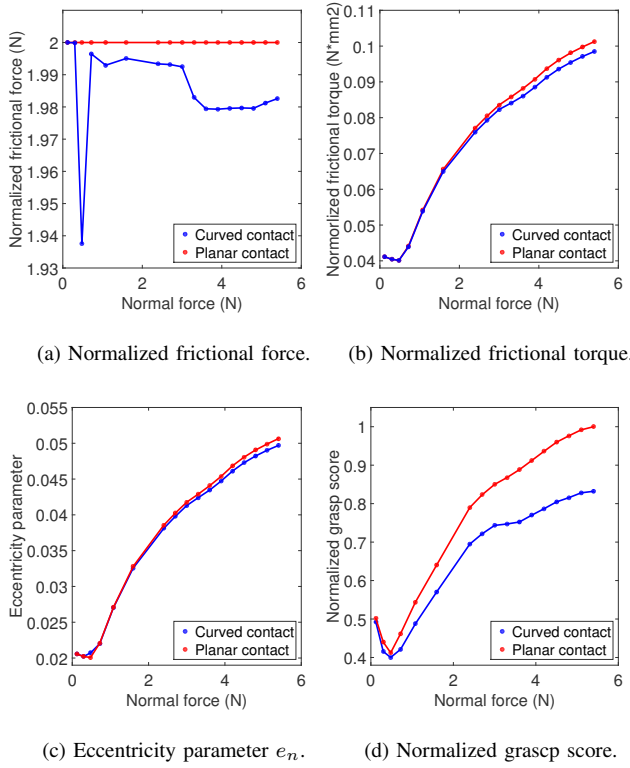 2
1.99
1.98
1.97
1.96
1.95
1.94
1.93
Normalized frictional force (N)
0 2 4 6
Normal force (N)
Curved contact
Planar contact
0.11
0.1
0.09
0.08
0.07
0.06
0.05
0.04
Normorlized frictional torque (N*mm2)
0 2 4 6
Normal force (N)
Curved contact
Planar contact
(a) Normalized frictional force.
(b) Normalized frictional torque.
0.055
0.05
0.045
0.04
0.035
0.03
0.025
0.02
Eccentricity parameter
0 2 4 6
Normal force (N)
Curved contact
Planar contact
1
0.9
0.8
0.7
0.6
0.5
0.4
Normalized grasp score
0 2 4 6
Normal force (N)
Curved contact
Planar contact
(c) Eccentricity parameter eₙ.
(d) Normalized grascp score.